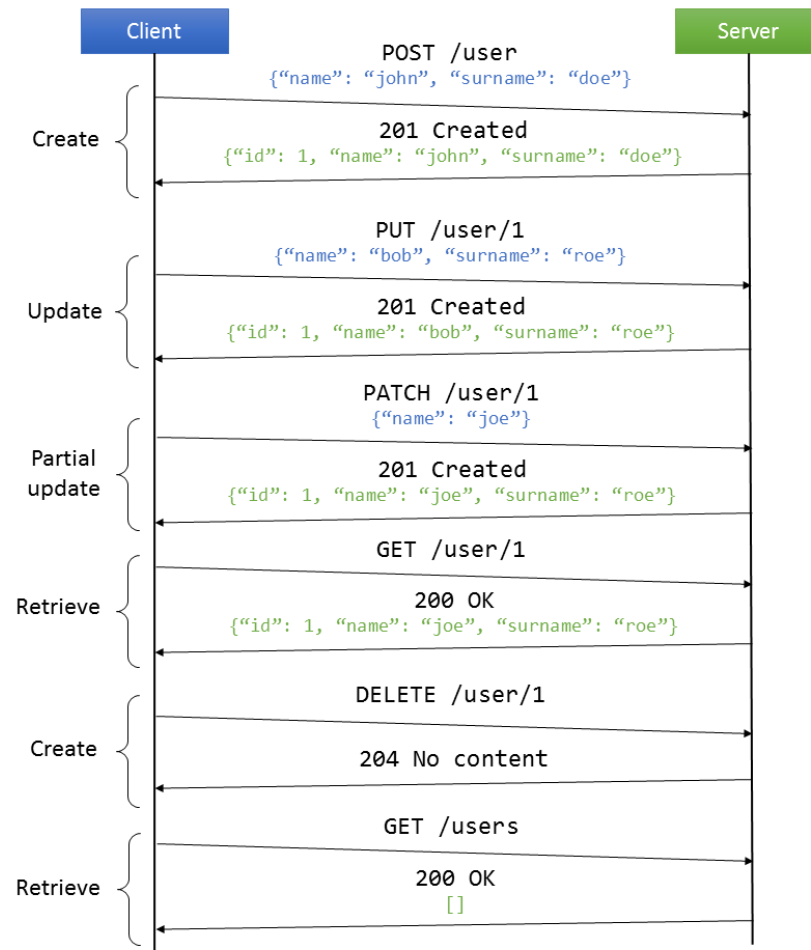 Client
Server
POST /user
{“name”: “john”, “surname”: “doe”}
Create
201 Created
{“id”: 1, “name”: “john”, “surname”: “doe”}
PUT /user/1
{“name”: “bob”, “surname”: “roe”}
Update
201 Created
{“id”: 1, “name”: “bob”, “surname”: “roe”}
PATCH /user/1
{“name”: “joe”}
Partial
update
201 Created
{“id”: 1, “name”: “joe”, “surname”: “roe”}
GET /user/1
Retrieve
200 OK
{“id”: 1, “name”: “joe”, “surname”: “roe”}
DELETE /user/1
Create
204 No content
GET /users
Retrieve
200 OK
[]